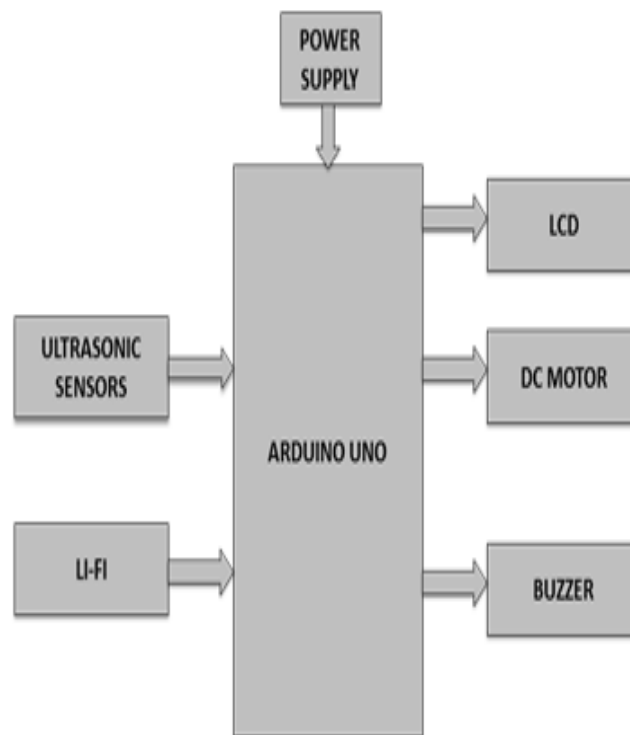 POWER
SUPPLY
LCD
ULTRASONIC
SENSORS
DC MOTOR
ARDUINO UNO
LI-FI
BUZZER